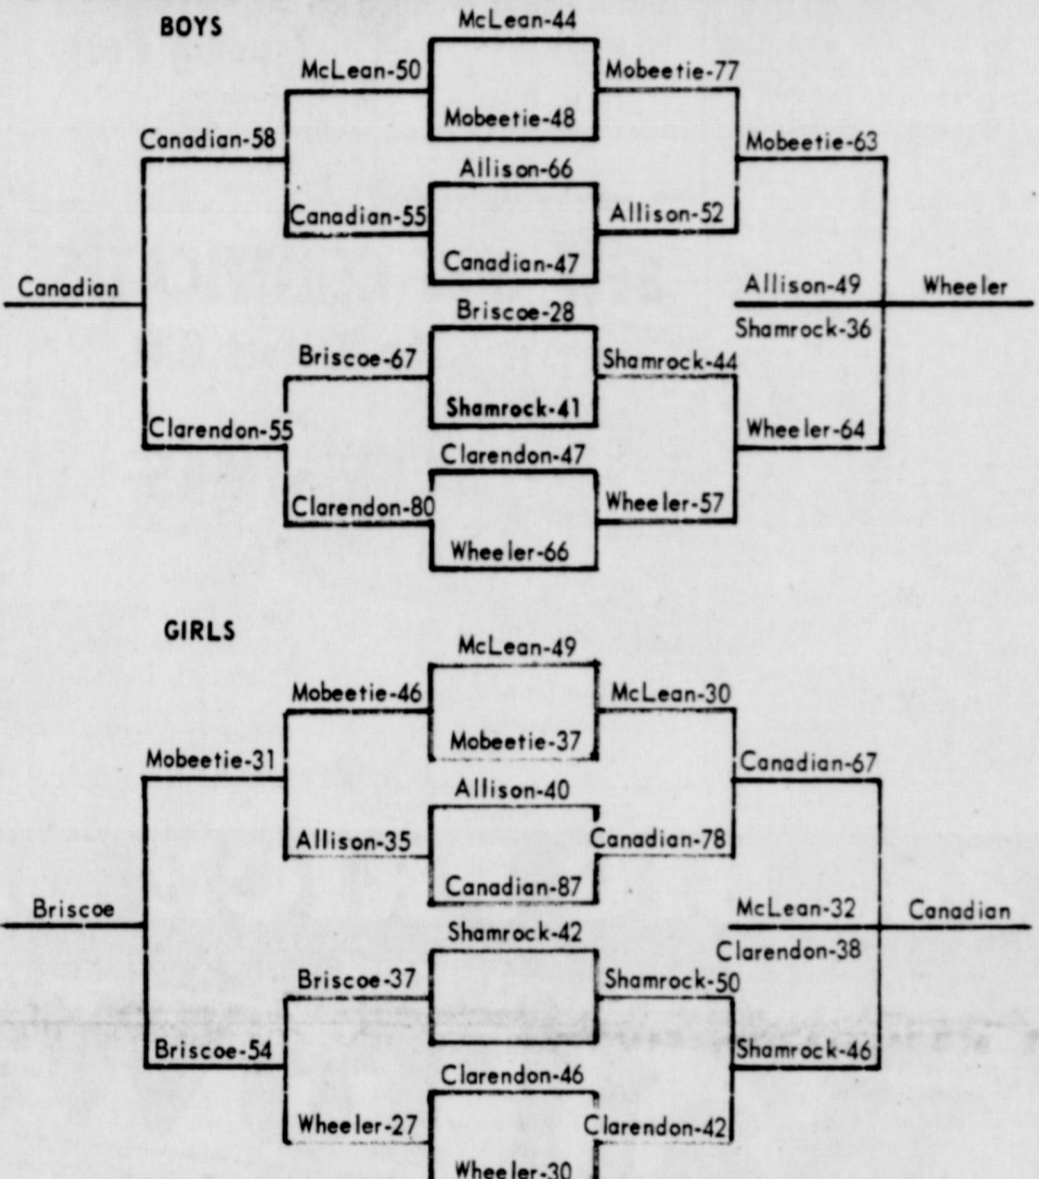 BOYS
McLean-44
McLean-50
Mobeetie-77
Mobeetie-48
Canadian-58
Mobeetie-63
Allison-66
Canadian-55
Allison-52
Canadian-47
Canadian
Allison-49
Wheeler
Briscoe-28
Shamrock-36
Briscoe-67
Shamrock-44
Shamrock-41
Clarendon-55
Wheeler-64
Clarendon-47
Clarendon-80
Wheeler-57
Wheeler-66
GIRLS
McLean-49
Mobeetie-46
McLean-30
Mobeetie-37
Mobeetie-31
Canadian-67
Allison-40
Allison-35
Canadian-78
Canadian-87
Briscoe
McLean-32
Canadian
Shamrock-42
Clarendon-38
Briscoe-37
Shamrock-50
Briscoe-54
Shamrock-46
Clarendon-46
Wheeler-27
Clarendon-42
Wheeler-30